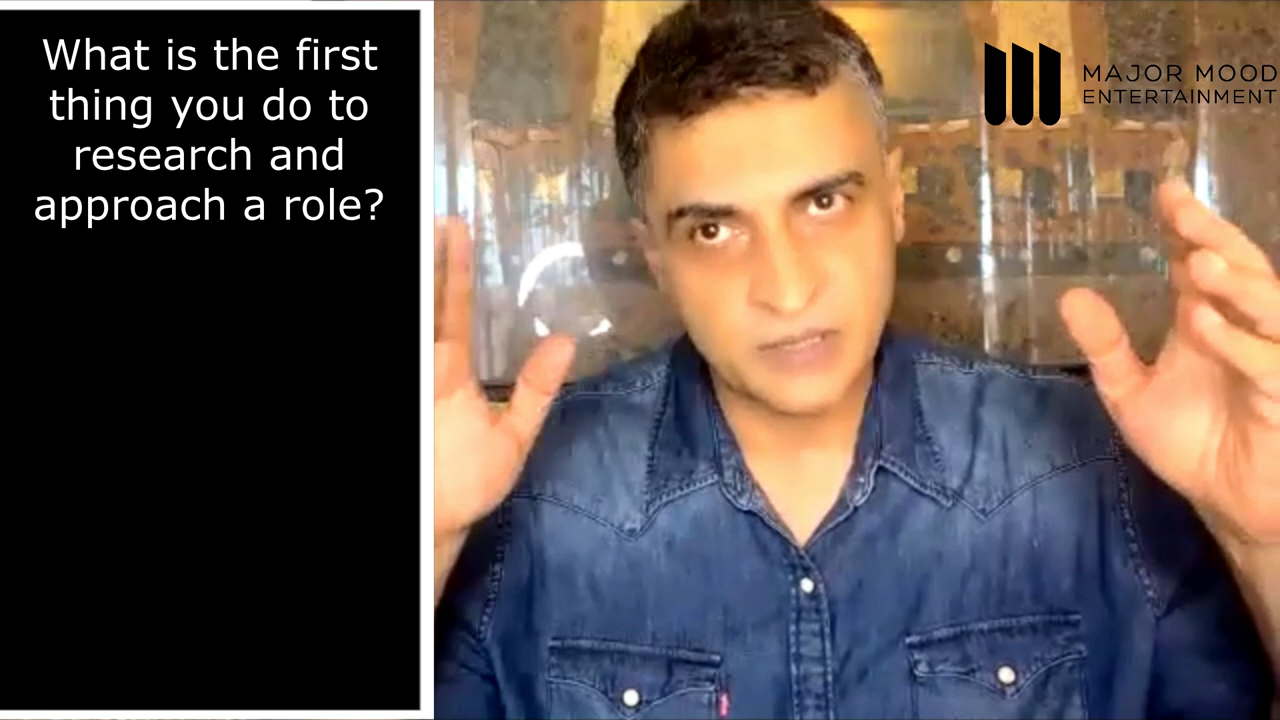 What is the first
thing you do to
research and
approach a role?
MAJOR MOOD
ENTERTAINMENT